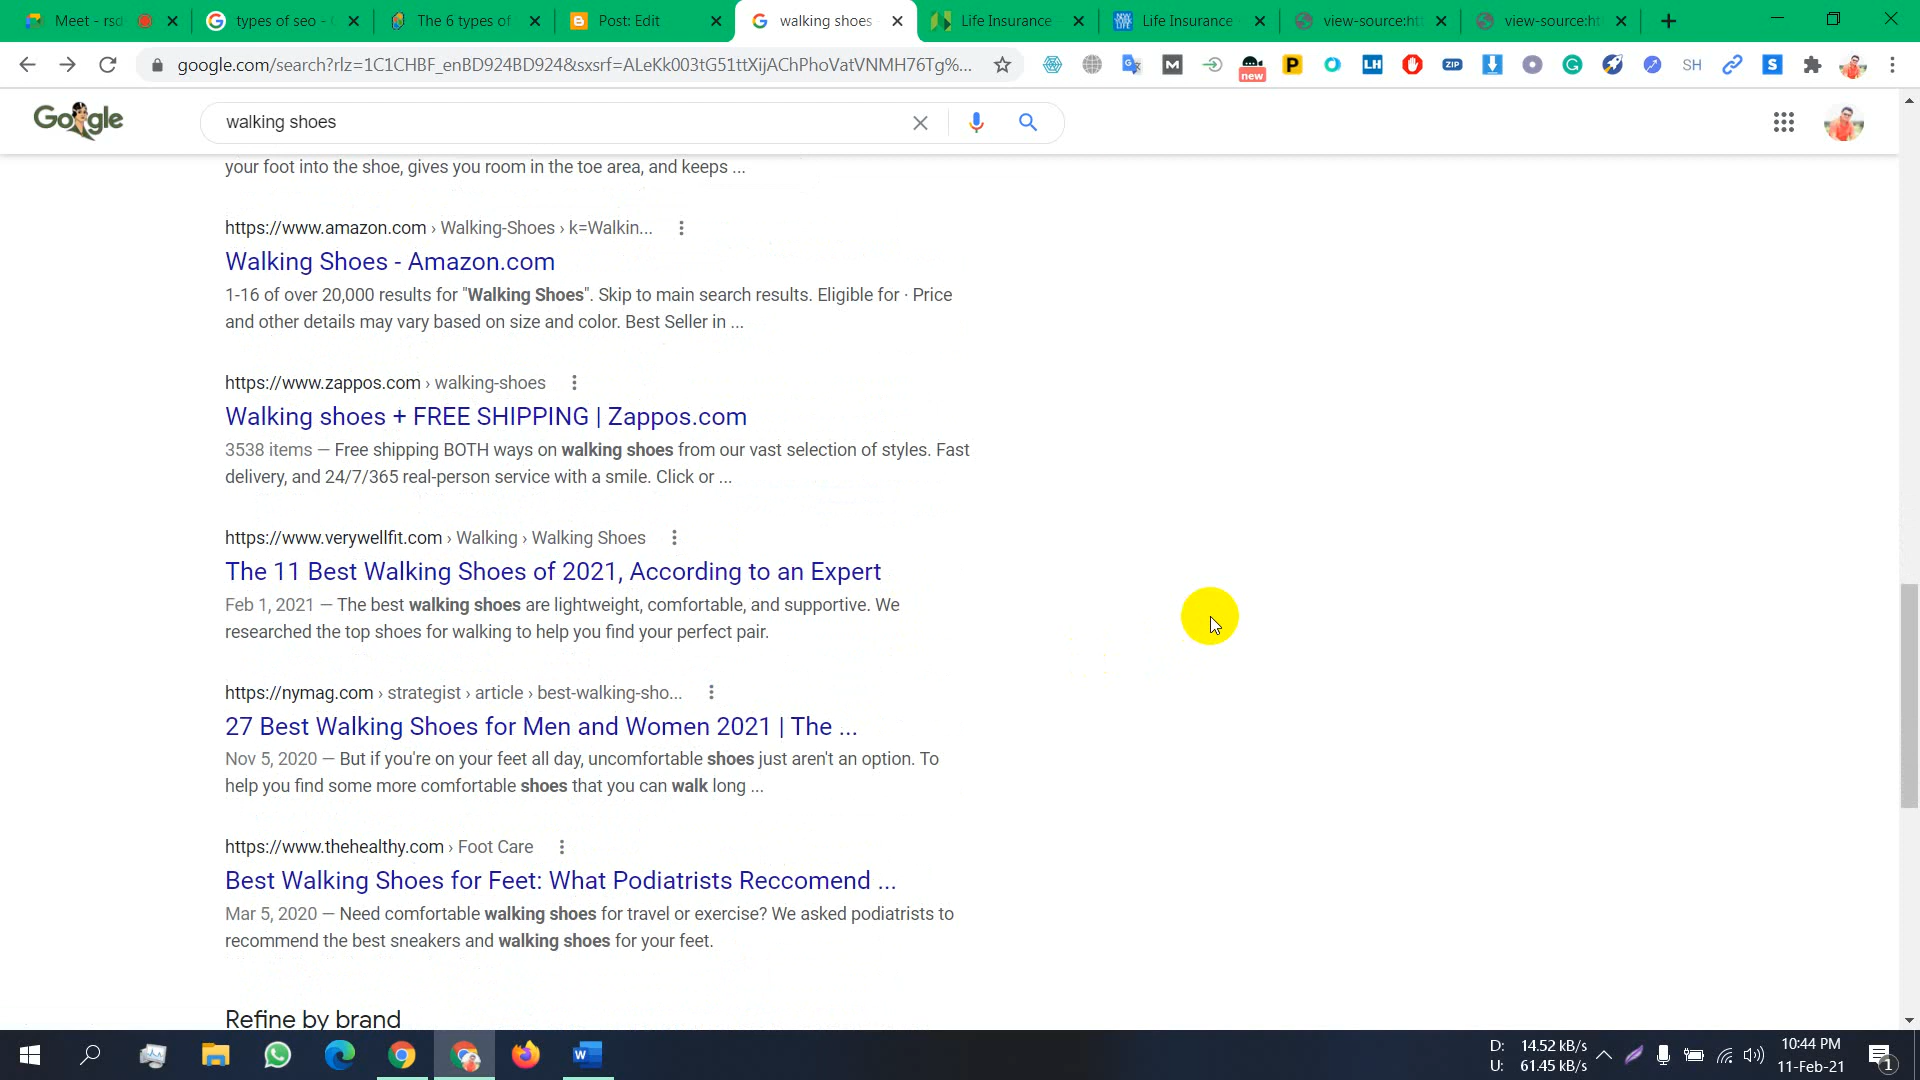 Meet - rsd
types of seo - G
The 6 types of
Post: Edit
walking shoes
Life Insurance
Life Insurance
view-source:htt
view-source:htt
google.com/search?rlz=1C1CHBF_enBD924BD924&sxsrf=ALeKk003tG51ttXijAChPhoVatVNMH76Tg%...
new
Google
walking shoes
your foot into the shoe, gives you room in the toe area, and keeps ...
https://www.amazon.com › Walking-Shoes › k=Walkin...
Walking Shoes - Amazon.com
1-16 of over 20,000 results for "Walking Shoes". Skip to main search results. Eligible for · Price
and other details may vary based on size and color. Best Seller in ...
https://www.zappos.com › walking-shoes
Walking shoes + FREE SHIPPING | Zappos.com
3538 items — Free shipping BOTH ways on walking shoes from our vast selection of styles. Fast
delivery, and 24/7/365 real-person service with a smile. Click or ...
https://www.verywellfit.com › Walking › Walking Shoes
The 11 Best Walking Shoes of 2021, According to an Expert
Feb 1, 2021 — The best walking shoes are lightweight, comfortable, and supportive. We
researched the top shoes for walking to help you find your perfect pair.
https://nymag.com › strategist › article › best-walking-sho...
27 Best Walking Shoes for Men and Women 2021 | The ...
Nov 5, 2020 — But if you're on your feet all day, uncomfortable shoes just aren't an option. To
help you find some more comfortable shoes that you can walk long ...
https://www.thehealthy.com › Foot Care
Best Walking Shoes for Feet: What Podiatrists Reccomend ...
Mar 5, 2020 — Need comfortable walking shoes for travel or exercise? We asked podiatrists to
recommend the best sneakers and walking shoes for your feet.
Refine by brand
D: 14.52 kB/s
U: 61.45 kB/s
10:44 PM
11-Feb-21
1